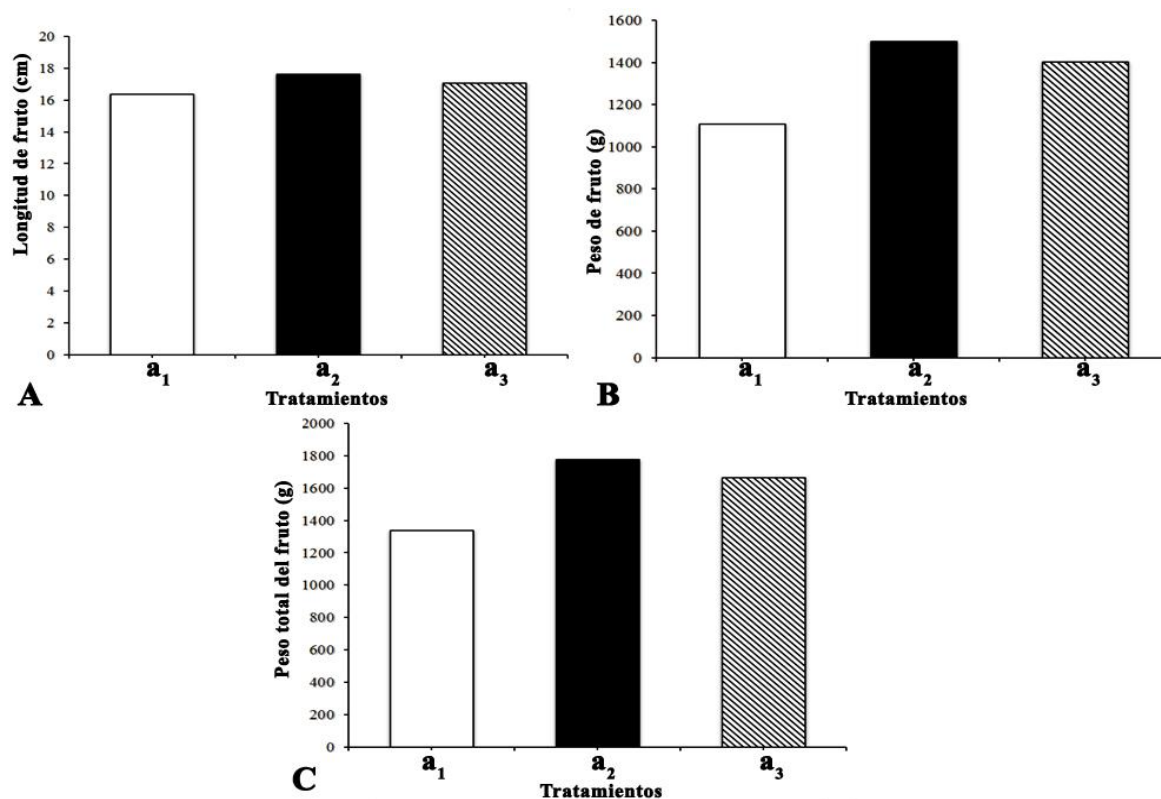 Longitud de fruto (cm)
20
18
16
14
12
10
8
6
4
2
0
a1
a2
a3
Tratamientos
A
Peso de fruto (g)
1600
1400
1200
1000
800
600
400
200
0
a1
a2
a3
Tratamientos
B
Peso total del fruto (g)
2000
1800
1600
1400
1200
1000
800
600
400
200
0
a1
a2
a3
Tratamientos
C